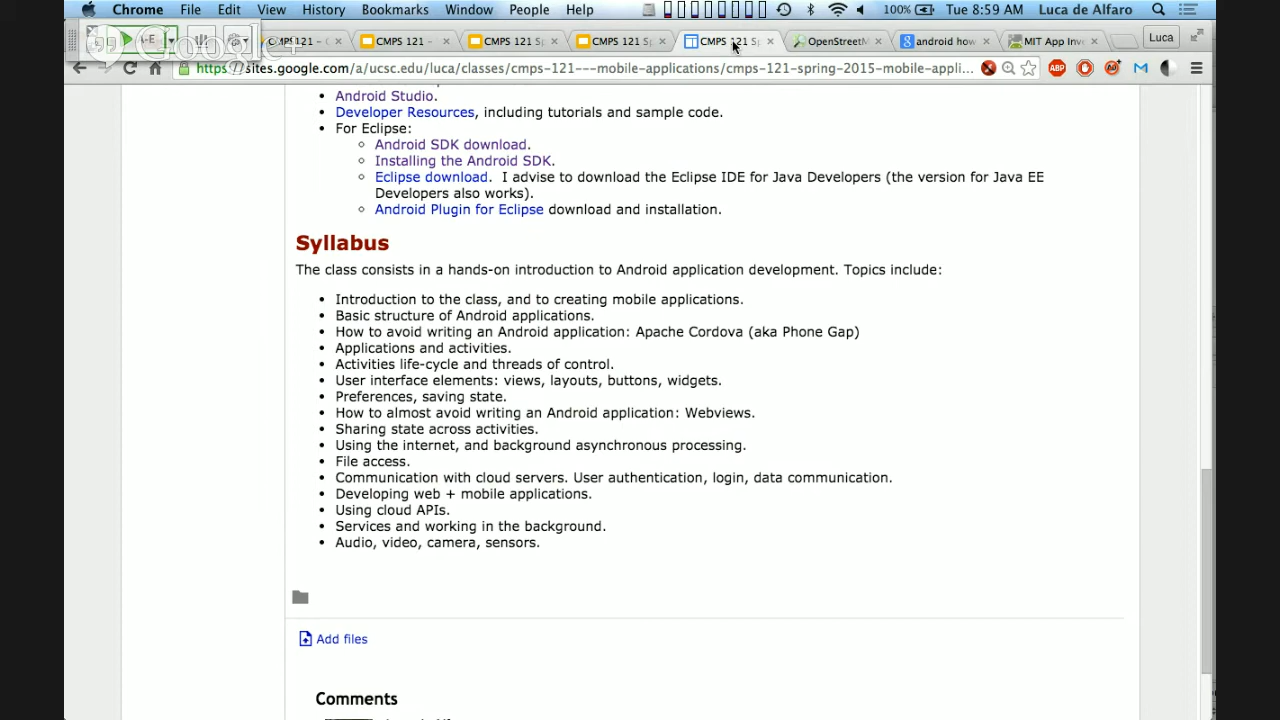 Chrome File Edit View History Bookmarks Window People Help 100% Tue 8:59 AM Luca de Alfaro
Google+
CMPS 121 - CMPS 121 S CMPS 121 S CMPS 121 S OpenStreetM android how MIT App Inve Luca
https://sites.google.com/a/ucsc.edu/luca/classes/cmps-121---mobile-applications/cmps-121-spring-2015-mobile-appli... ABP
Android Studio.
Developer Resources, including tutorials and sample code.
For Eclipse:
Android SDK download.
Installing the Android SDK.
Eclipse download. I advise to download the Eclipse IDE for Java Developers (the version for Java EE
Developers also works).
Android Plugin for Eclipse download and installation.
Syllabus
The class consists in a hands-on introduction to Android application development. Topics include:
Introduction to the class, and to creating mobile applications.
Basic structure of Android applications.
How to avoid writing an Android application: Apache Cordova (aka Phone Gap)
Applications and activities.
Activities life-cycle and threads of control.
User interface elements: views, layouts, buttons, widgets.
Preferences, saving state.
How to almost avoid writing an Android application: Webviews.
Sharing state across activities.
Using the internet, and background asynchronous processing.
File access.
Communication with cloud servers. User authentication, login, data communication.
Developing web + mobile applications.
Using cloud APIs.
Services and working in the background.
Audio, video, camera, sensors.
Add files
Comments